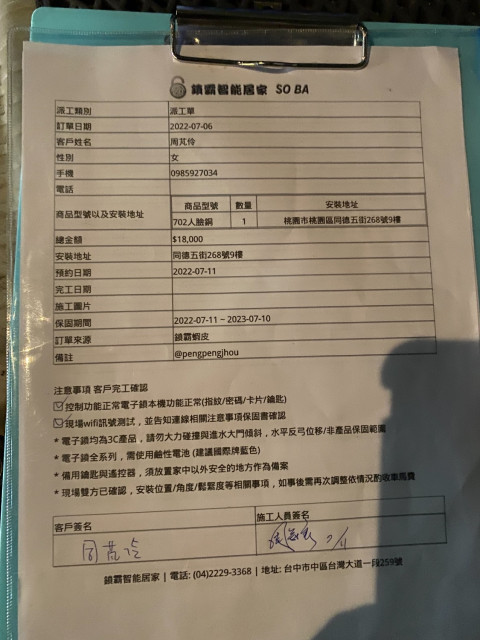 鎖霸智能居家 SO BA
派工類別 派工單
訂單日期 2022-07-06
客戶姓名 周芃伶
性別 女
手機 0985927034
電話
商品型號以及安裝地址 商品型號 數量 安裝地址
702人臉銅 1 桃園市桃園區同德五街268號9樓
總金額 $18,000
安裝地址 同德五街268號9樓
預約日期 2022-07-11
完工日期
施工圖片
保固期間 2022-07-11 ~ 2023-07-10
訂單來源 鎖霸蝦皮
備註 @pengpengjhou
注意事項 客戶完工確認
控制功能正常電子鎖本機功能正常(指紋/密碼/卡片/鑰匙)
現場wifi訊號測試，並告知連線相關注意事項保固書確認
* 電子鎖均為3C產品，請勿大力碰撞與進水大門傾斜，水平反弓位移/非產品保固範圍
* 電子鎖全系列，需使用鹼性電池 (建議國際牌藍色)
* 備用鑰匙與遙控器，須放置家中以外安全的地方作為備案
* 現場雙方已確認，安裝位置/角度/鬆緊度等相關事項，如事後需再次調整依情況酌收車馬費
客戶簽名 施工人員簽名
周芃伶 7/11
鎖霸智能居家 | 電話: (04)2229-3368 | 地址: 台中市中區台灣大道一段259號